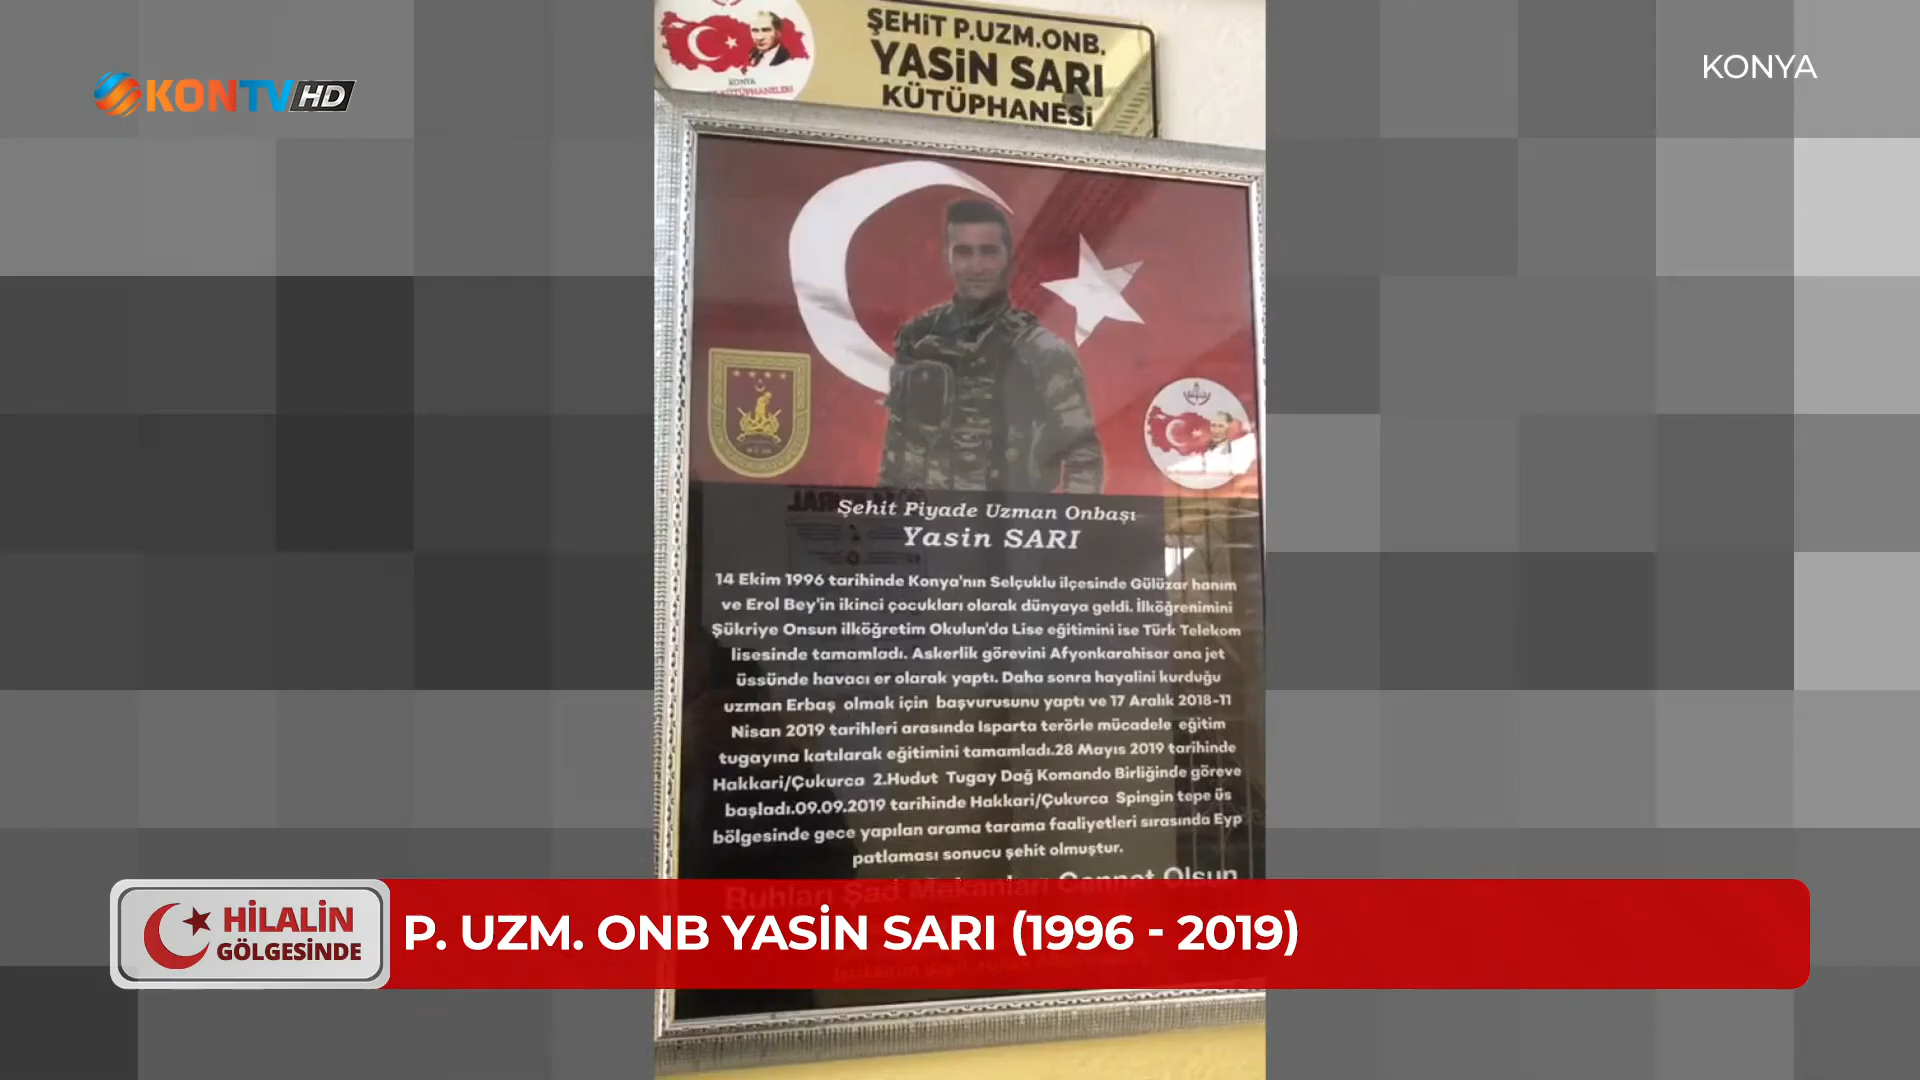 KONTV HD
KONYA
ŞEHİT P.UZM.ONB.
YASİN SARI
KÜTÜPHANESİ
KONYA
Şehit Piyade Uzman Onbaşı
Yasin SARI
14 Ekim 1996 tarihinde Konya'nın Selçuklu ilçesinde Gülüzar hanım
ve Erol Bey'in ikinci çocukları olarak dünyaya geldi. İlköğrenimini
Şükriye Onsun ilköğretim Okulun'da Lise eğitimini ise Türk Telekom
lisesinde tamamladı. Askerlik görevini Afyonkarahisar ana jet
üssünde havacı er olarak yaptı. Daha sonra hayalini kurduğu
uzman Erbaş olmak için başvurusunu yaptı ve 17 Aralık 2018-11
Nisan 2019 tarihleri arasında Isparta terörle mücadele eğitim
tugayına katılarak eğitimini tamamladı.28 Mayıs 2019 tarihinde
Hakkari/Çukurca 2.Hudut Tugay Dağ Komando Birliğinde göreve
başladı.09.09.2019 tarihinde Hakkari/Çukurca Spingin tepe üs
bölgesinde gece yapılan arama tarama faaliyetleri sırasında Eyp
patlaması sonucu şehit olmuştur.
Ruhları Şad Mekanları Cennet Olsun
HİLALİN
GÖLGESİNDE
P. UZM. ONB YASİN SARI (1996 - 2019)